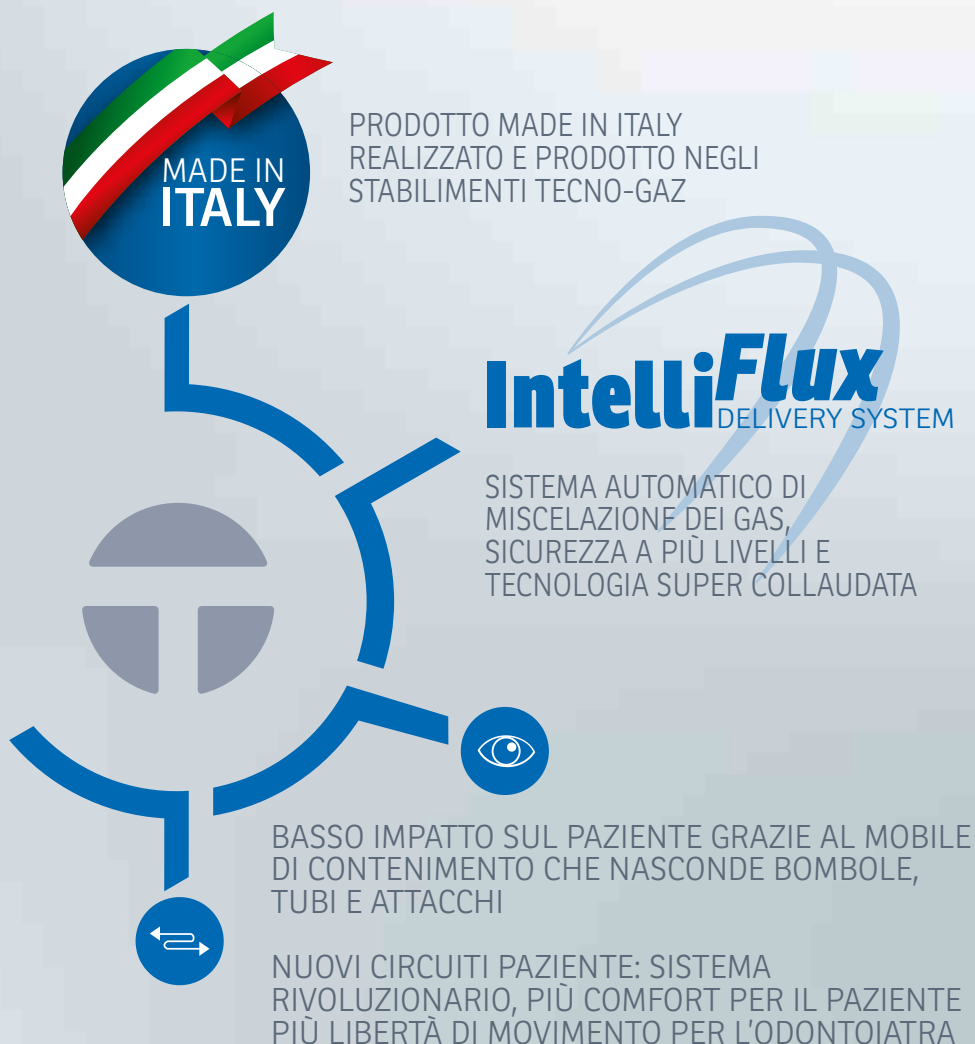 MADE IN
ITALY
PRODOTTO MADE IN ITALY
REALIZZATO E PRODOTTO NEGLI
STABILIMENTI TECNO-GAZ
IntelliFlux
DELIVERY SYSTEM
SISTEMA AUTOMATICO DI
MISCELAZIONE DEI GAS,
SICUREZZA A PIÙ LIVELLI E
TECNOLOGIA SUPER COLLAUDATA
BASSO IMPATTO SUL PAZIENTE GRAZIE AL MOBILE
DI CONTENIMENTO CHE NASCONDE BOMBOLE,
TUBI E ATTACCHI
NUOVI CIRCUITI PAZIENTE: SISTEMA
RIVOLUZIONARIO, PIÙ COMFORT PER IL PAZIENTE
PIÙ LIBERTÀ DI MOVIMENTO PER L'ODONTOIATRA